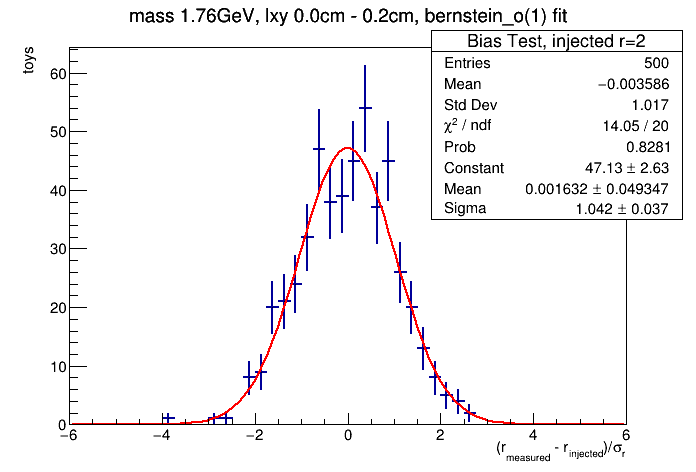 mass 1.76GeV, lxy 0.0cm - 0.2cm, bernstein_o(1) fit
Bias Test, injected r=2
Entries 500
Mean −0.003586
Std Dev 1.017
χ² / ndf 14.05 / 20
Prob 0.8281
Constant 47.13 ± 2.63
Mean 0.001632 ± 0.049347
Sigma 1.042 ± 0.037
toys
60
50
40
30
20
10
0
−6 −4 −2 0 2 4 6
(r_measured - r_injected)/σ_r